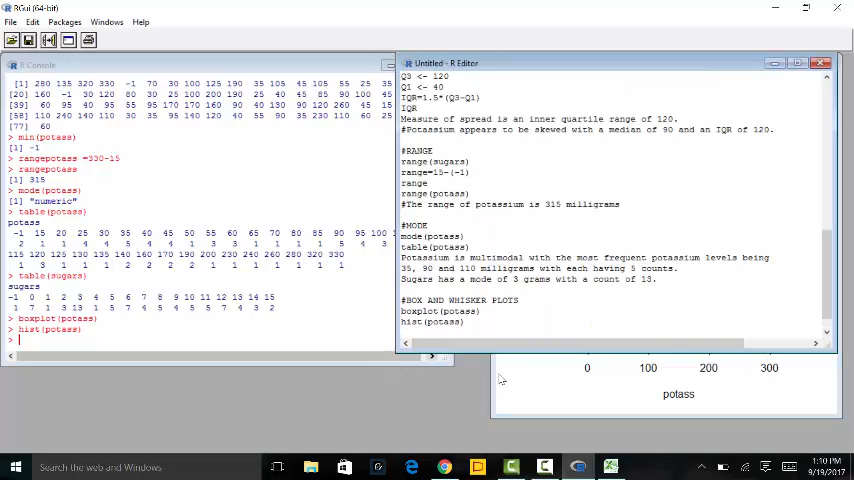 RGui (64-bit)
File Edit Packages Windows Help
R Console
[1] 280 135 320 330 -1 70 30 100 125 190 35 105 45 105 55 25 35
[20] 160 -1 30 120 80 30 25 100 200 190 25 40 45 85 90 100 45
[39] 60 95 40 95 55 95 170 170 160 90 40 130 90 120 260 45 15
[58] 110 240 140 110 30 35 95 140 120 40 55 90 35 230 110 60 25
[77] 60
> min(potass)
[1] -1
> rangepotass =330-15
> rangepotass
[1] 315
> mode(potass)
[1] "numeric"
> table(potass)
potass
-1 15 20 25 30 35 40 45 50 55 60 65 70 80 85 90 95 100 1
2 1 1 4 4 5 4 3 1 3 3 1 1 1 1 5 4 3
115 120 125 130 135 140 160 170 190 200 230 240 260 280 320 330
1 3 1 1 1 2 2 2 2 1 1 1 1 1 1 1
> table(sugars)
sugars
-1 0 1 2 3 4 5 6 7 8 9 10 11 12 13 14 15
1 7 1 3 13 1 5 7 4 5 4 5 5 7 4 3 2
> boxplot(potass)
> hist(potass)
>
Untitled - R Editor
Q3 <- 120
Q1 <- 40
IQR=1.5*(Q3-Q1)
IQR
Measure of spread is an inner quartile range of 120.
#Potassium appears to be skewed with a median of 90 and an IQR of 120.
#RANGE
range(sugars)
range=15-(-1)
range
range(potass)
#The range of potassium is 315 milligrams
#MODE
mode(potass)
table(potass)
Potassium is multimodal with the most frequent potassium levels being
35, 90 and 110 milligrams with each having 5 counts.
Sugars has a mode of 3 grams with a count of 13.
#BOX AND WHISKER PLOTS
boxplot(potass)
hist(potass)
0 100 200 300
potass
Search the web and Windows
1:10 PM
9/19/2017